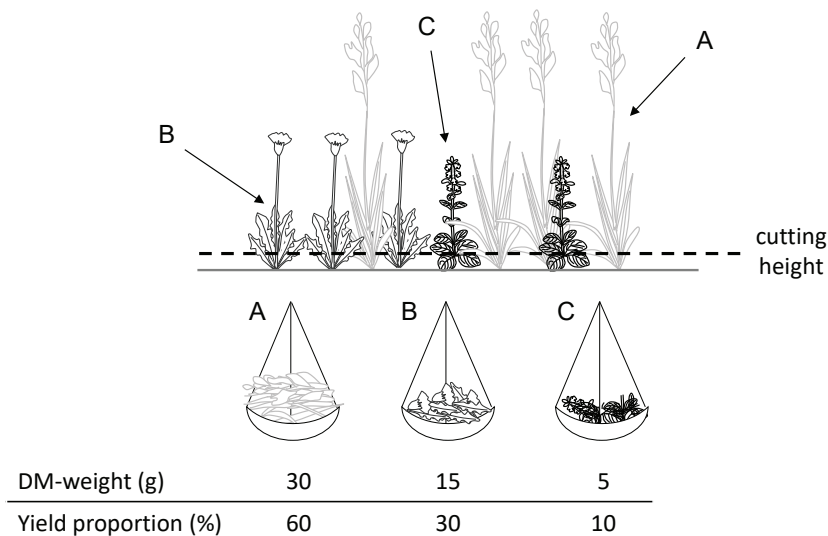 C
A
B
cutting
height
A B C
DM-weight (g) 30 15 5
Yield proportion (%) 60 30 10